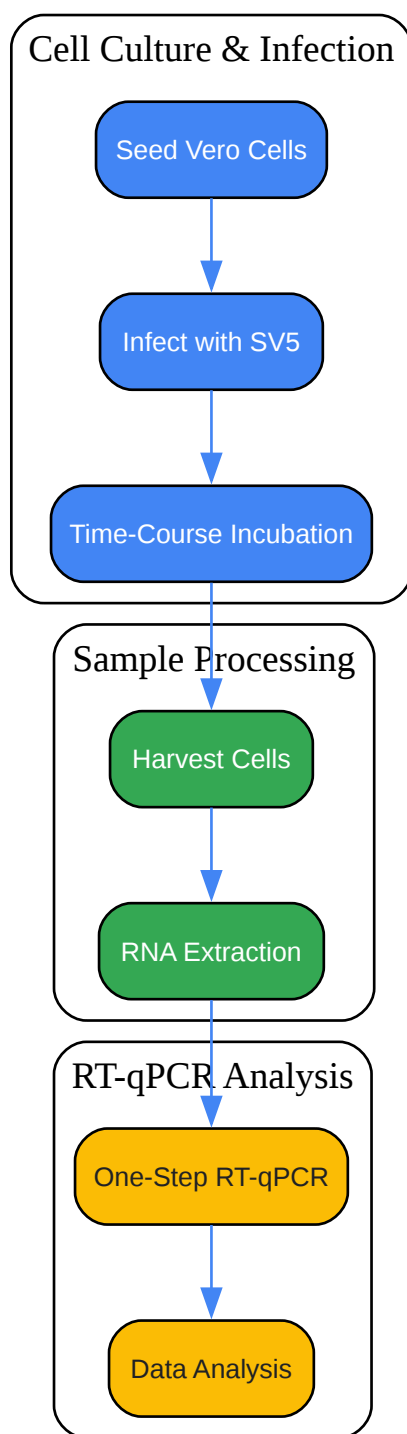 Cell Culture & Infection
Seed Vero Cells
Infect with SV5
Time-Course Incubation
Sample Processing
Harvest Cells
RNA Extraction
RT-qPCR Analysis
One-Step RT-qPCR
Data Analysis